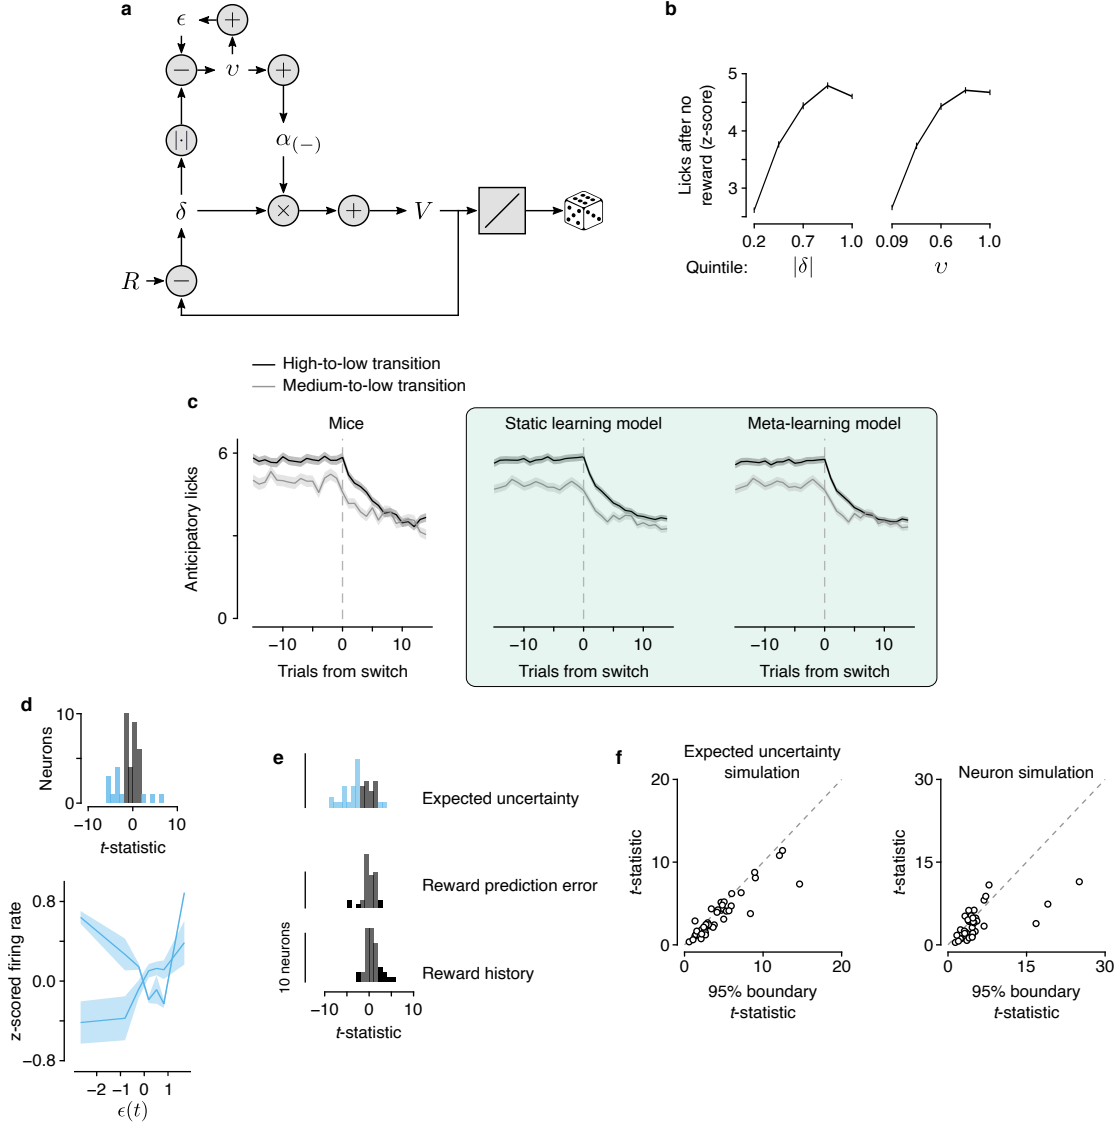 a
ϵ
+
−
υ
+
|·|
α(−)
δ
×
+
V
R
−
b
Licks after no
reward (z-score)
5
3
0.2 0.7 1.0
0.09 0.6 1.0
Quintile: |δ| υ
High-to-low transition
Medium-to-low transition
c
Mice
Static learning model
Meta-learning model
Anticipatory licks
6
0
−10 0 10
−10 0 10
−10 0 10
Trials from switch
Trials from switch
Trials from switch
d
Neurons
10
0
−10 0 10
t-statistic
z-scored firing rate
0.8
0.0
−0.8
−2 −1 0 1
ϵ(t)
e
Expected uncertainty
Reward prediction error
10 neurons
Reward history
−10 0 10
t-statistic
f
Expected uncertainty
simulation
t-statistic
20
10
0
0 10 20
95% boundary
t-statistic
Neuron simulation
t-statistic
30
15
0
0 15 30
95% boundary
t-statistic